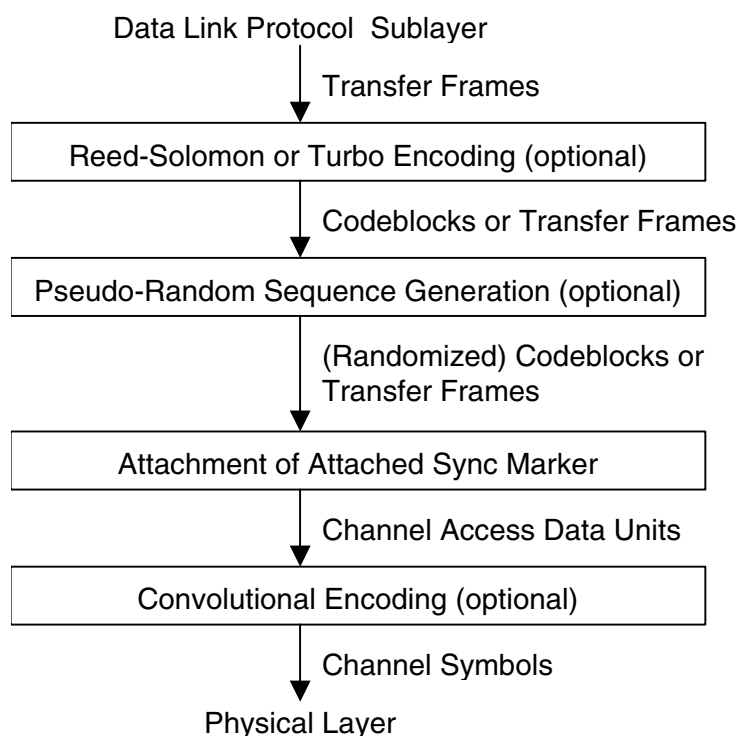 Data Link Protocol Sublayer
Transfer Frames
Reed-Solomon or Turbo Encoding (optional)
Codeblocks or Transfer Frames
Pseudo-Random Sequence Generation (optional)
(Randomized) Codeblocks or
Transfer Frames
Attachment of Attached Sync Marker
Channel Access Data Units
Convolutional Encoding (optional)
Channel Symbols
Physical Layer